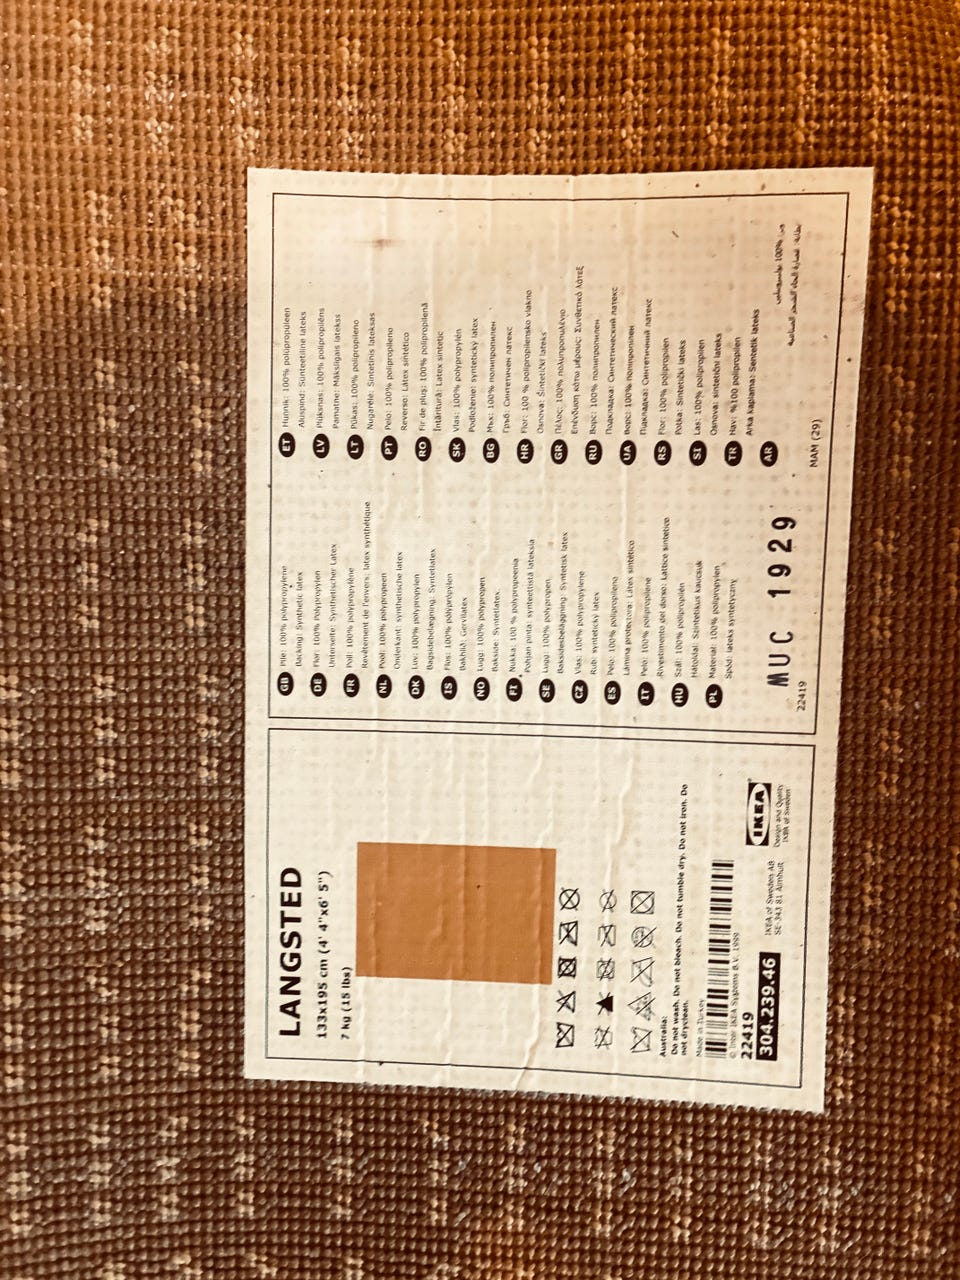 LANGSTED
133x195 cm (4' 4"x6' 5")
7 kg (15 lbs)
Australia:
Do not wash. Do not bleach. Do not tumble dry. Do not iron. Do
not dryclean.
Made in Turkey
© Inter IKEA Systems B.V. 1999
22419
304.239.46
IKEA of Sweden AB
SE-343 81 Älmhult
IKEA
Design and Quality
IKEA of Sweden
GB Pile: 100% polypropylene
Backing: Synthetic latex
DE Flor: 100% Polypropylen
Unterseite: Synthetischer Latex
FR Poil: 100% polypropylène
Revêtement de l'envers: latex synthétique
NL Pool: 100% polypropeen
Onderkant: synthetische latex
DK Luv: 100% polypropylen
Bagsidebelægning: Syntetlatex
IS Flos: 100% polyprópýlen
Bakhlið: Gervilatex
NO Lugg: 100% polypropen
Bakside: Syntetlatex.
FI Nukka: 100 % polypropeenia
Pohjan pinta: synteettistä lateksia
SE Lugg: 100% polypropen
Baksidebeläggning: Syntetisk latex
CZ Vlas: 100% polypropylene
Rub: syntetický latex
ES Pelo: 100% polipropileno
Lámina protectora: Látex sintético
IT Pelo: 100% polipropilene
Rivestimento del dorso: Lattice sintetico
HU Szál: 100% polipropilén
Hátoldal: Szintetikus kaucsuk
PL Materiał: 100% polipropylen
Spód: lateks syntetyczny
MUC 1929
22419
ET Hunnik: 100% polüpropüleen
Aluspind: Sünteetiline lateks
LV Plūksnas: 100% polipropilēns
Pamatne: Mākslīgais latekss
LT Pūkas: 100% polipropileno
Nugarėlė: Sintetinis lateksas
PT Pelo: 100% polipropileno
Reverso: Látex sintético
RO Fir de pluş: 100% polipropilenă
Întăritură: Latex sintetic
SK Vlas: 100% polypropylén
Podloženie: syntetický latex
BG Мъх: 100% полипропилен
Гръб: Синтетичен латекс
HR Flor: 100 % polipropilensko vlakno
Osnova: Sintetički lateks
GR Πέλος: 100% πολυπροπυλένιο
Επένδυση κάτω μέρους: Συνθετικό λάτεξ
RU Ворс: 100% полипропилен
Подкладка: Синтетический латекс
UA Ворс: 100% поліпропілен
Підкладка: Синтетичний латекс
RS Flor: 100% polipropilen
Potka: Sintetički lateks
SI Las: 100% polipropilen
Osnova: sintetični lateks
TR Hav: %100 polipropilen
Arka kaplama: Sentetik lateks
AR
MAM (29)